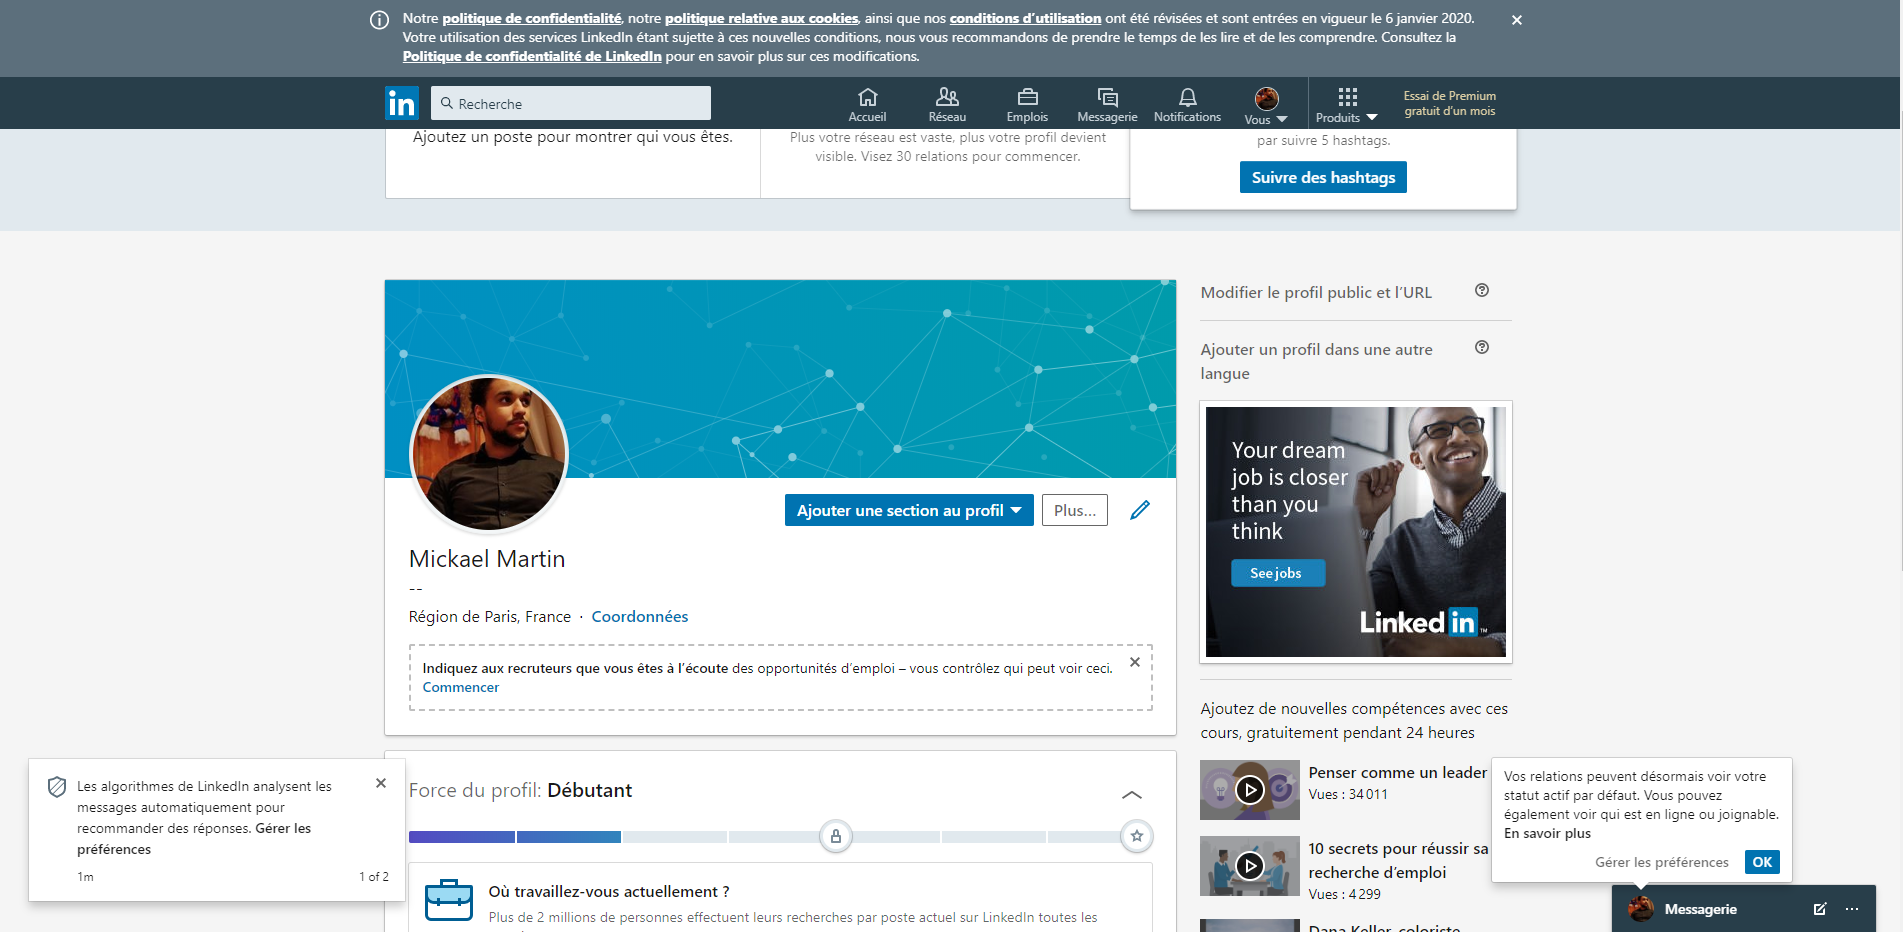 Notre politique de confidentialité, notre politique relative aux cookies, ainsi que nos conditions d’utilisation ont été révisées et sont entrées en vigueur le 6 janvier 2020.
Votre utilisation des services LinkedIn étant sujette à ces nouvelles conditions, nous vous recommandons de prendre le temps de les lire et de les comprendre. Consultez la
Politique de confidentialité de LinkedIn pour en savoir plus sur ces modifications.
in
Recherche
Accueil
Réseau
Emplois
Messagerie
Notifications
Vous
Produits
Essai de Premium
gratuit d’un mois
Ajoutez un poste pour montrer qui vous êtes.
Plus votre réseau est vaste, plus votre profil devient
visible. Visez 30 relations pour commencer.
par suivre 5 hashtags.
Suivre des hashtags
Ajouter une section au profil
Plus...
Mickael Martin
--
Région de Paris, France · Coordonnées
Indiquez aux recruteurs que vous êtes à l’écoute des opportunités d’emploi – vous contrôlez qui peut voir ceci.
Commencer
Force du profil: Débutant
Où travaillez-vous actuellement ?
Plus de 2 millions de personnes effectuent leurs recherches par poste actuel sur LinkedIn toutes les
Modifier le profil public et l’URL
Ajouter un profil dans une autre
langue
Your dream
job is closer
than you
think
See jobs
Linked in
Ajoutez de nouvelles compétences avec ces
cours, gratuitement pendant 24 heures
Penser comme un leader
Vues : 34 011
10 secrets pour réussir sa
recherche d’emploi
Vues : 4 299
Dana Keller, coloriste
Les algorithmes de LinkedIn analysent les
messages automatiquement pour
recommander des réponses. Gérer les
préférences
1m
1 of 2
Vos relations peuvent désormais voir votre
statut actif par défaut. Vous pouvez
également voir qui est en ligne ou joignable.
En savoir plus
Gérer les préférences
OK
Messagerie